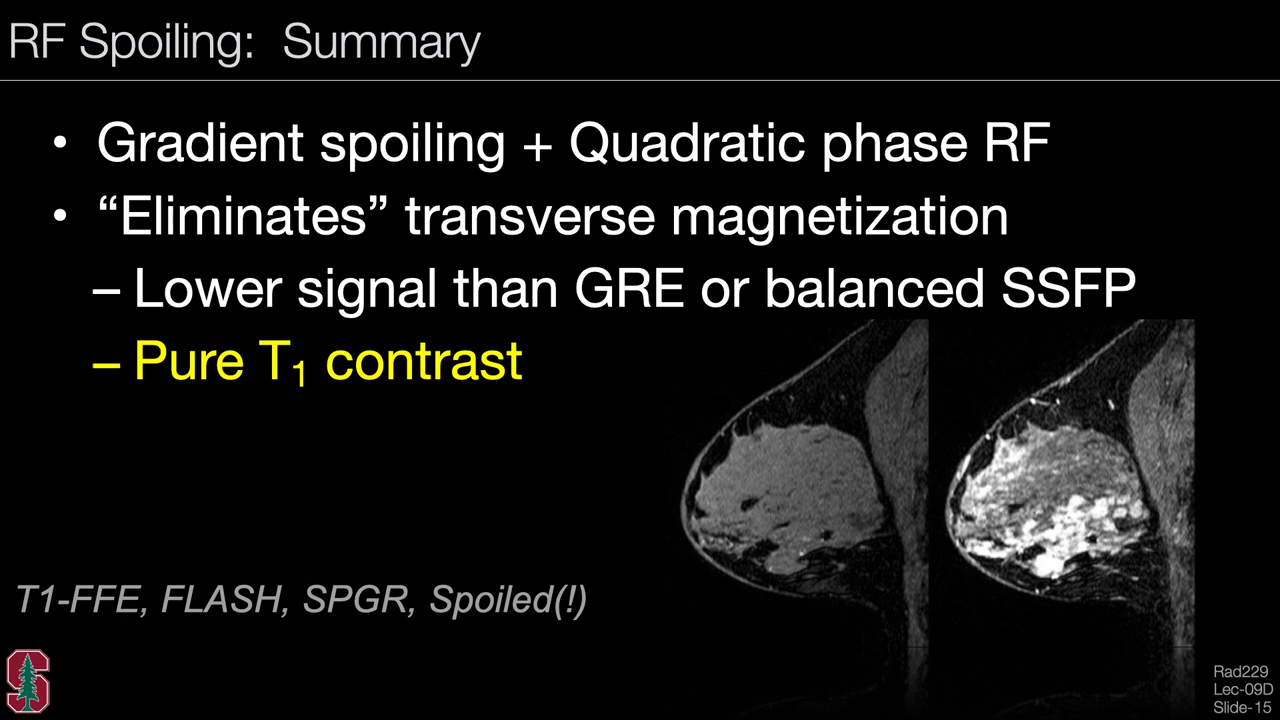 RF Spoiling: Summary
• Gradient spoiling + Quadratic phase RF
• “Eliminates” transverse magnetization
– Lower signal than GRE or balanced SSFP
– Pure T₁ contrast
T1-FFE, FLASH, SPGR, Spoiled(!)
S
Rad229
Lec-09D
Slide-15